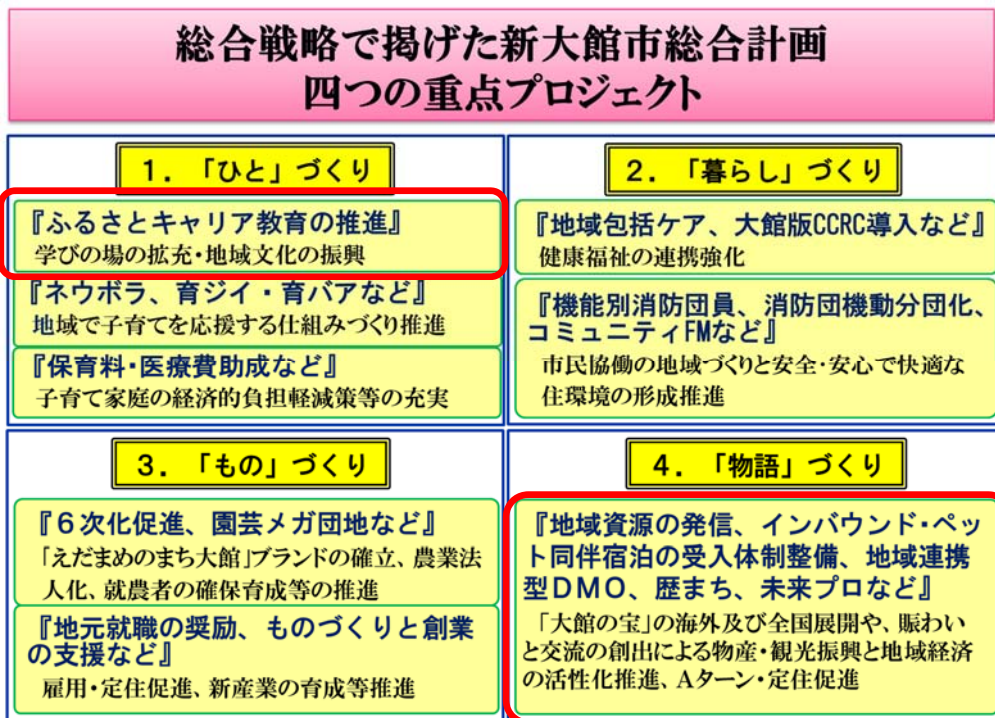 総合戦略で掲げた新大館市総合計画
四つの重点プロジェクト
1．「ひと」づくり
『ふるさとキャリア教育の推進』
学びの場の拡充・地域文化の振興
『ネウボラ、育ジイ・育バアなど』
地域で子育てを応援する仕組みづくり推進
『保育料・医療費助成など』
子育て家庭の経済的負担軽減策等の充実
2．「暮らし」づくり
『地域包括ケア、大館版CCRC導入など』
健康福祉の連携強化
『機能別消防団員、消防団機動分団化、
コミュニティFMなど』
市民協働の地域づくりと安全・安心で快適な
住環境の形成推進
3．「もの」づくり
『６次化促進、園芸メガ団地など』
「えだまめのまち大館」ブランドの確立、農業法
人化、就農者の確保育成等の推進
『地元就職の奨励、ものづくりと創業
の支援など』
雇用・定住促進、新産業の育成等推進
4．「物語」づくり
『地域資源の発信、インバウンド・ペッ
ト同伴宿泊の受入体制整備、地域連携
型ＤＭＯ、歴まち、未来プロなど』
「大館の宝」の海外及び全国展開や、賑わい
と交流の創出による物産・観光振興と地域経済
の活性化推進、Aターン・定住促進